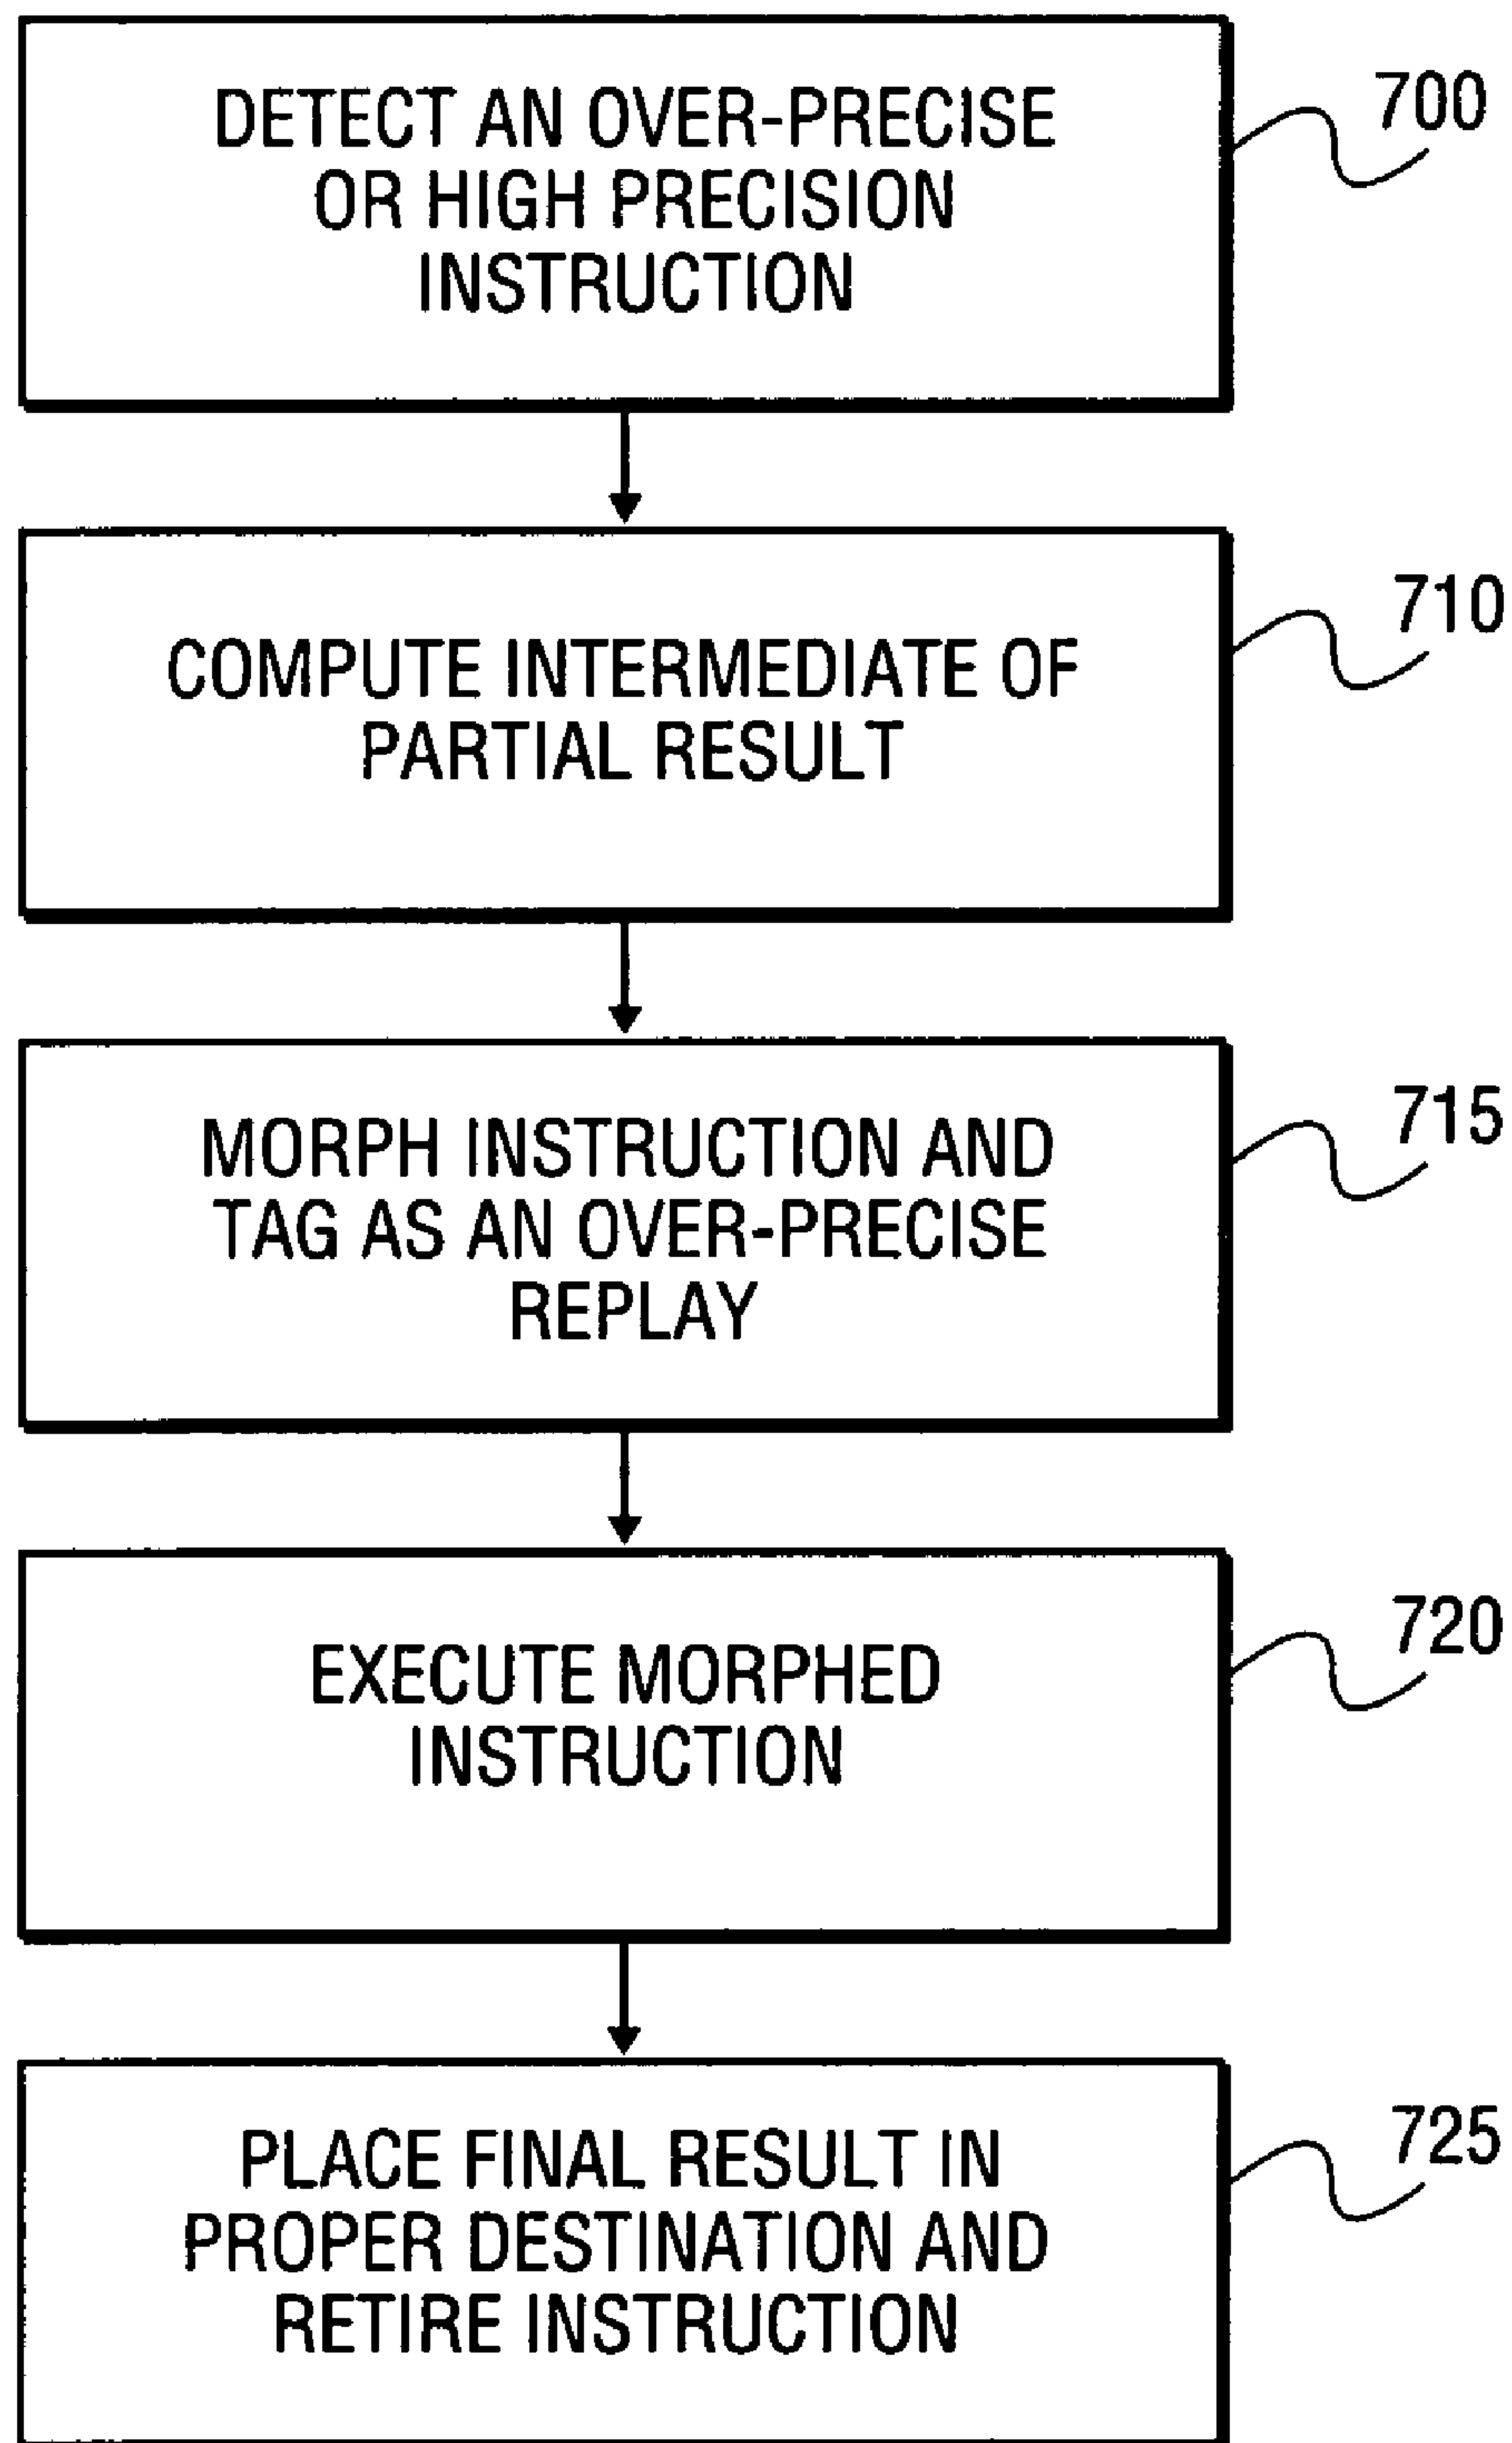 DETECT AN OVER-PRECISE
OR HIGH PRECISION
INSTRUCTION
700
COMPUTE INTERMEDIATE OF
PARTIAL RESULT
710
MORPH INSTRUCTION AND
TAG AS AN OVER-PRECISE
REPLAY
715
EXECUTE MORPHED
INSTRUCTION
720
PLACE FINAL RESULT IN
PROPER DESTINATION AND
RETIRE INSTRUCTION
725